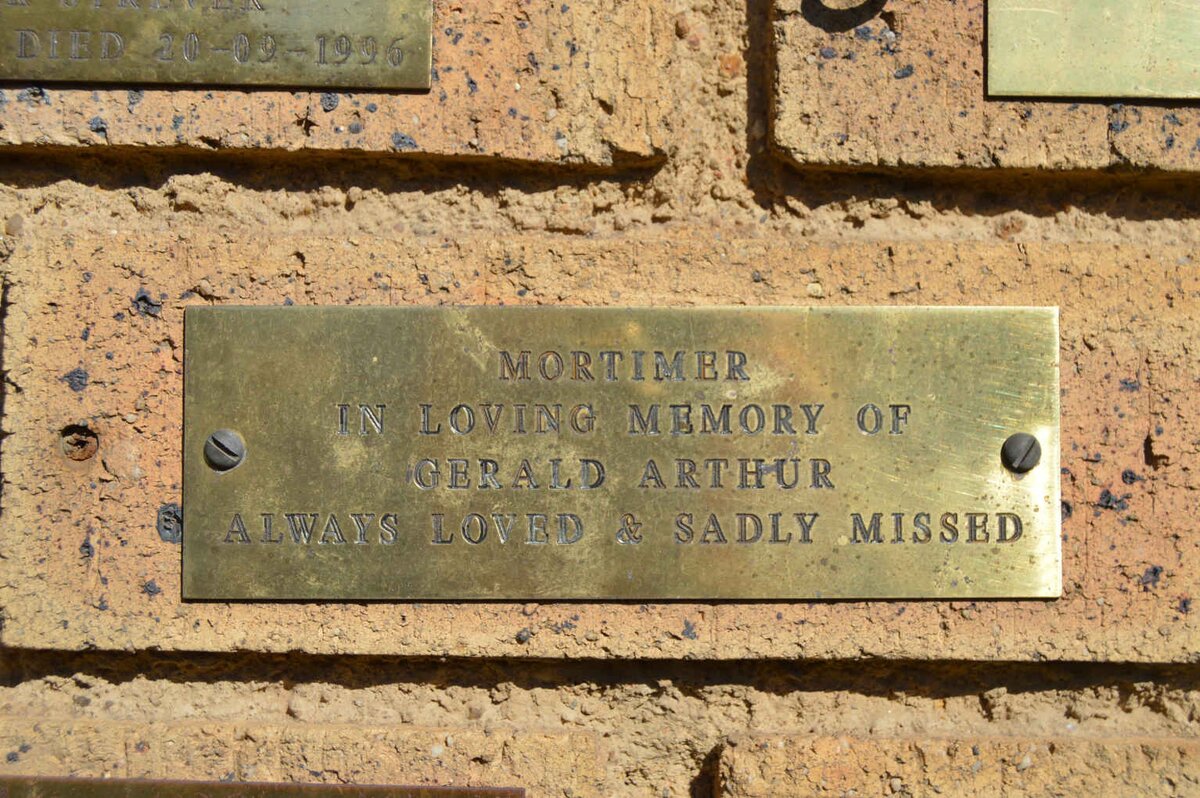 DIED 20-09-1996
MORTIMER
IN LOVING MEMORY OF
GERALD ARTHUR
ALWAYS LOVED & SADLY MISSED